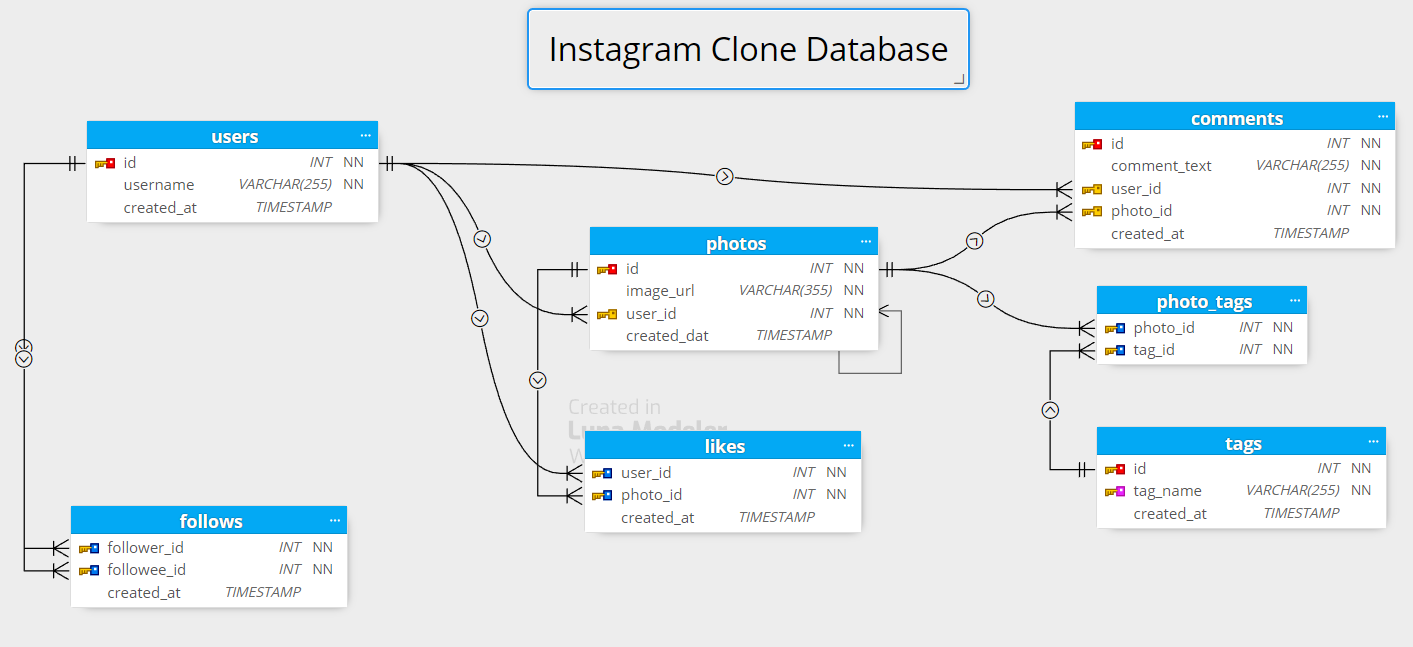 Instagram Clone Database
users
id INT NN
username VARCHAR(255) NN
created_at TIMESTAMP
comments
id INT NN
comment_text VARCHAR(255) NN
user_id INT NN
photo_id INT NN
created_at TIMESTAMP
photos
id INT NN
image_url VARCHAR(355) NN
user_id INT NN
created_dat TIMESTAMP
photo_tags
photo_id INT NN
tag_id INT NN
Created in
Luna Modeler
likes
user_id INT NN
photo_id INT NN
created_at TIMESTAMP
tags
id INT NN
tag_name VARCHAR(255) NN
created_at TIMESTAMP
follows
follower_id INT NN
followee_id INT NN
created_at TIMESTAMP